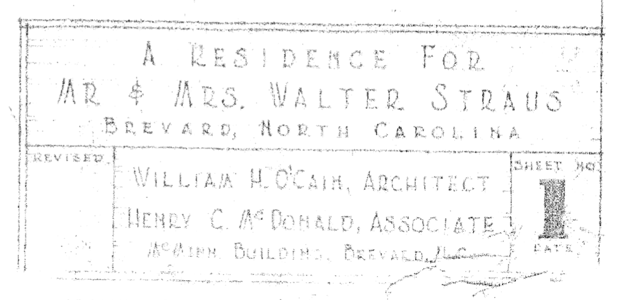 A RESIDENCE FOR
MR & MRS. WALTER STRAUS
BREVARD, NORTH CAROLINA
REVISED.
WILLIAM H. O'CAIN, ARCHITECT
HENRY C. McDONALD, ASSOCIATE
McMINN BUILDING, BREVARD, N.C.
SHEET NO.
1
DATE